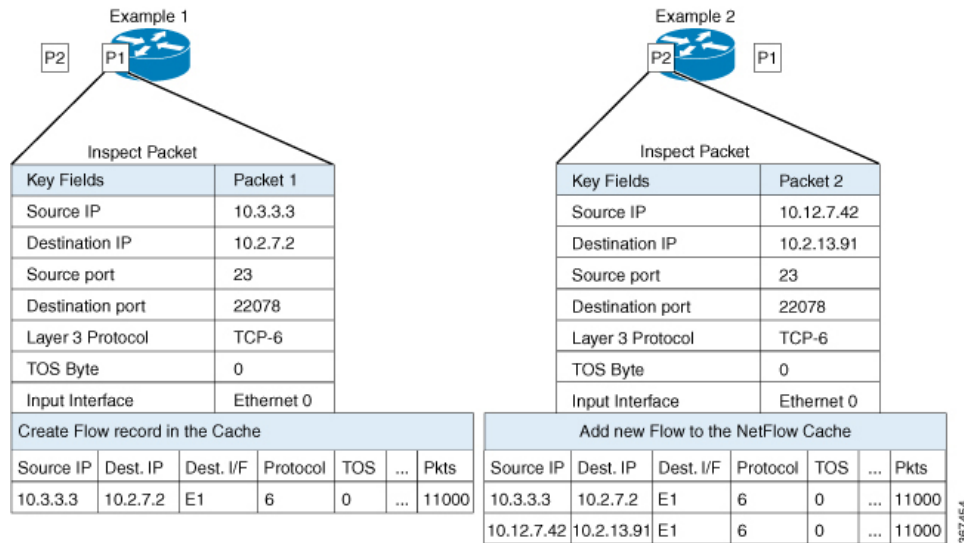 Example 1
P2 P1
Inspect Packet
Key Fields Packet 1
Source IP 10.3.3.3
Destination IP 10.2.7.2
Source port 23
Destination port 22078
Layer 3 Protocol TCP-6
TOS Byte 0
Input Interface Ethernet 0
Create Flow record in the Cache
Source IP Dest. IP Dest. I/F Protocol TOS ... Pkts
10.3.3.3 10.2.7.2 E1 6 0 ... 11000
Example 2
P2 P1
Inspect Packet
Key Fields Packet 2
Source IP 10.12.7.42
Destination IP 10.2.13.91
Source port 23
Destination port 22078
Layer 3 Protocol TCP-6
TOS Byte 0
Input Interface Ethernet 0
Add new Flow to the NetFlow Cache
Source IP Dest. IP Dest. I/F Protocol TOS ... Pkts
10.3.3.3 10.2.7.2 E1 6 0 ... 11000
10.12.7.42 10.2.13.91 E1 6 0 ... 11000